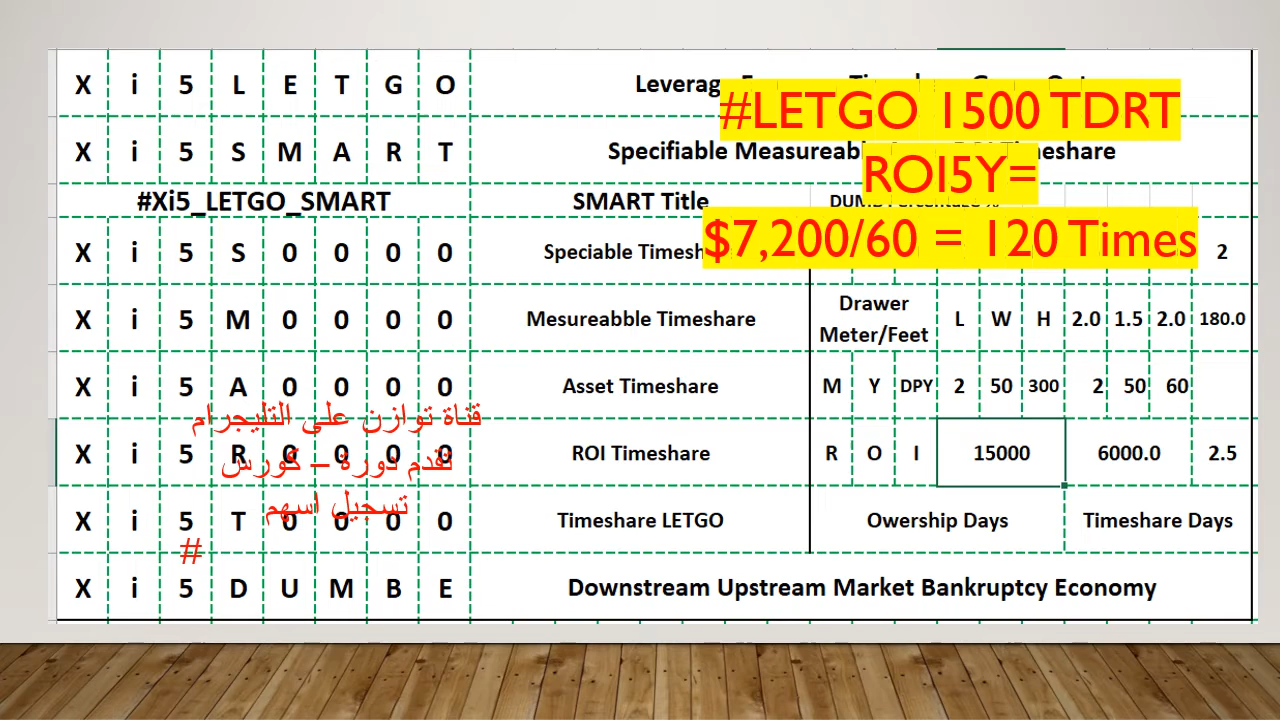 X i 5 L E T G O Leverag
#LETGO 1500 TDRT
X i 5 S M A R T Specifiable Measureab Timeshare
ROI5Y=
#Xi5_LETGO_SMART SMART Title
X i 5 S 0 0 0 0 Speciable Timesh 2
$7,200/60 = 120 Times
X i 5 M 0 0 0 0 Mesureabble Timeshare Drawer Meter/Feet L W H 2.0 1.5 2.0 180.0
X i 5 A 0 0 0 0 Asset Timeshare M Y DPY 2 50 300 2 50 60
قناة توازن على التليجرام
X i 5 R 0 0 0 0 ROI Timeshare R O I 15000 6000.0 2.5
تقدم دورة – كورس
X i 5 T 0 0 0 0 Timeshare LETGO Owership Days Timeshare Days
تسجيل اسهم
#
X i 5 D U M B E Downstream Upstream Market Bankruptcy Economy